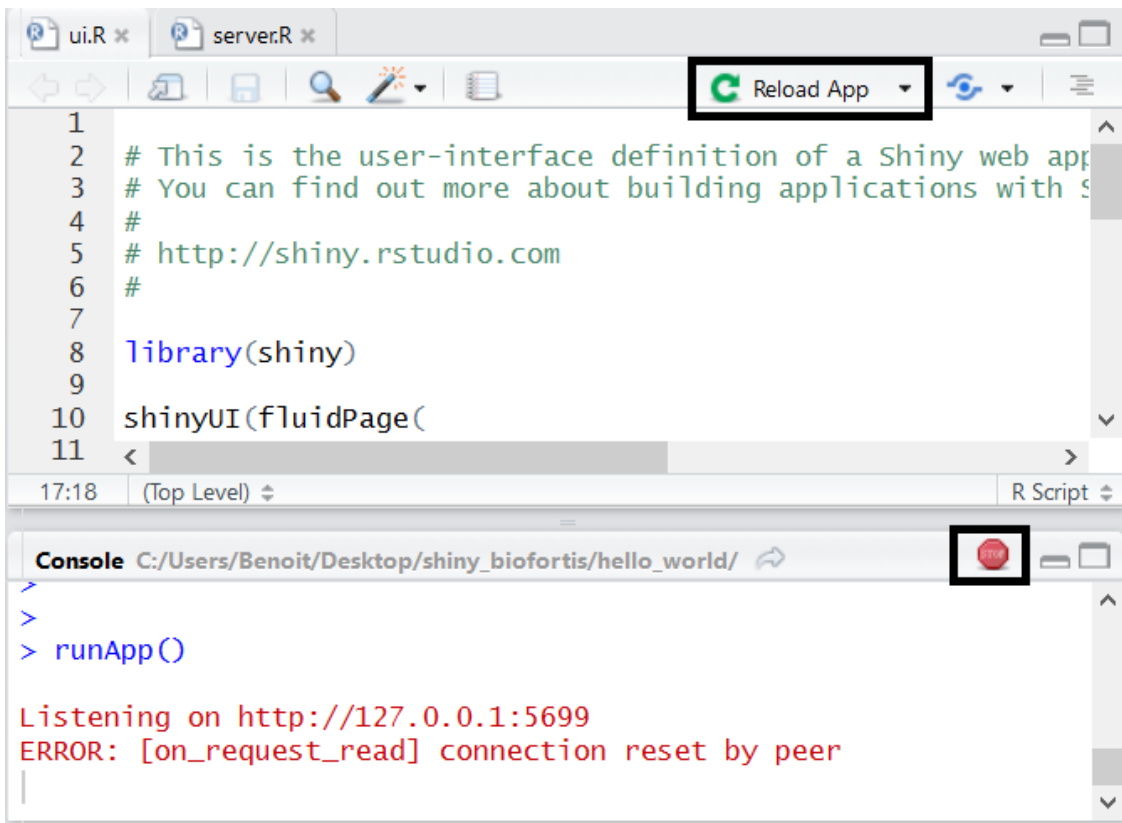 ui.R × server.R ×
Reload App
1
2 # This is the user-interface definition of a Shiny web app
3 # You can find out more about building applications with S
4 #
5 # http://shiny.rstudio.com
6 #
7
8 library(shiny)
9
10 shinyUI(fluidPage(
11
17:18 (Top Level) R Script
Console C:/Users/Benoit/Desktop/shiny_biofortis/hello_world/ STOP
>
>
> runApp()
Listening on http://127.0.0.1:5699
ERROR: [on_request_read] connection reset by peer